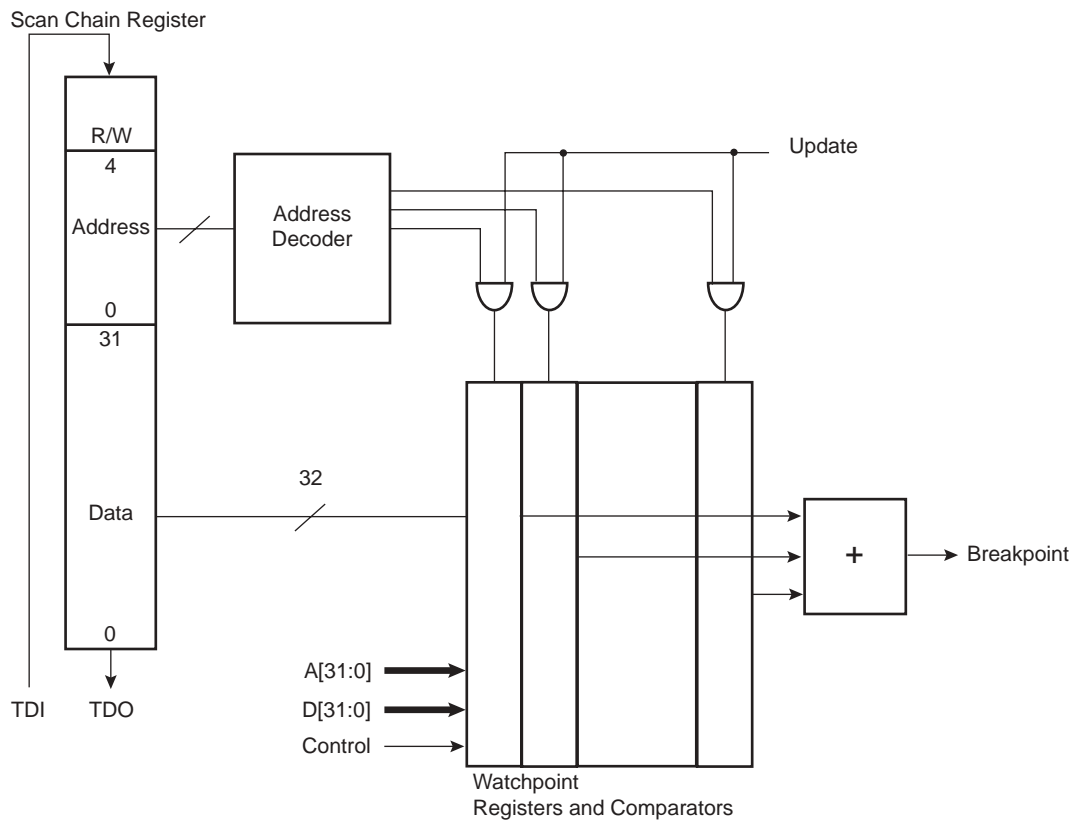 Scan Chain Register
R/W
4
Address
0
31
Data
0
TDI
TDO
Address
Decoder
Update
32
A[31:0]
D[31:0]
Control
+
Breakpoint
Watchpoint
Registers and Comparators